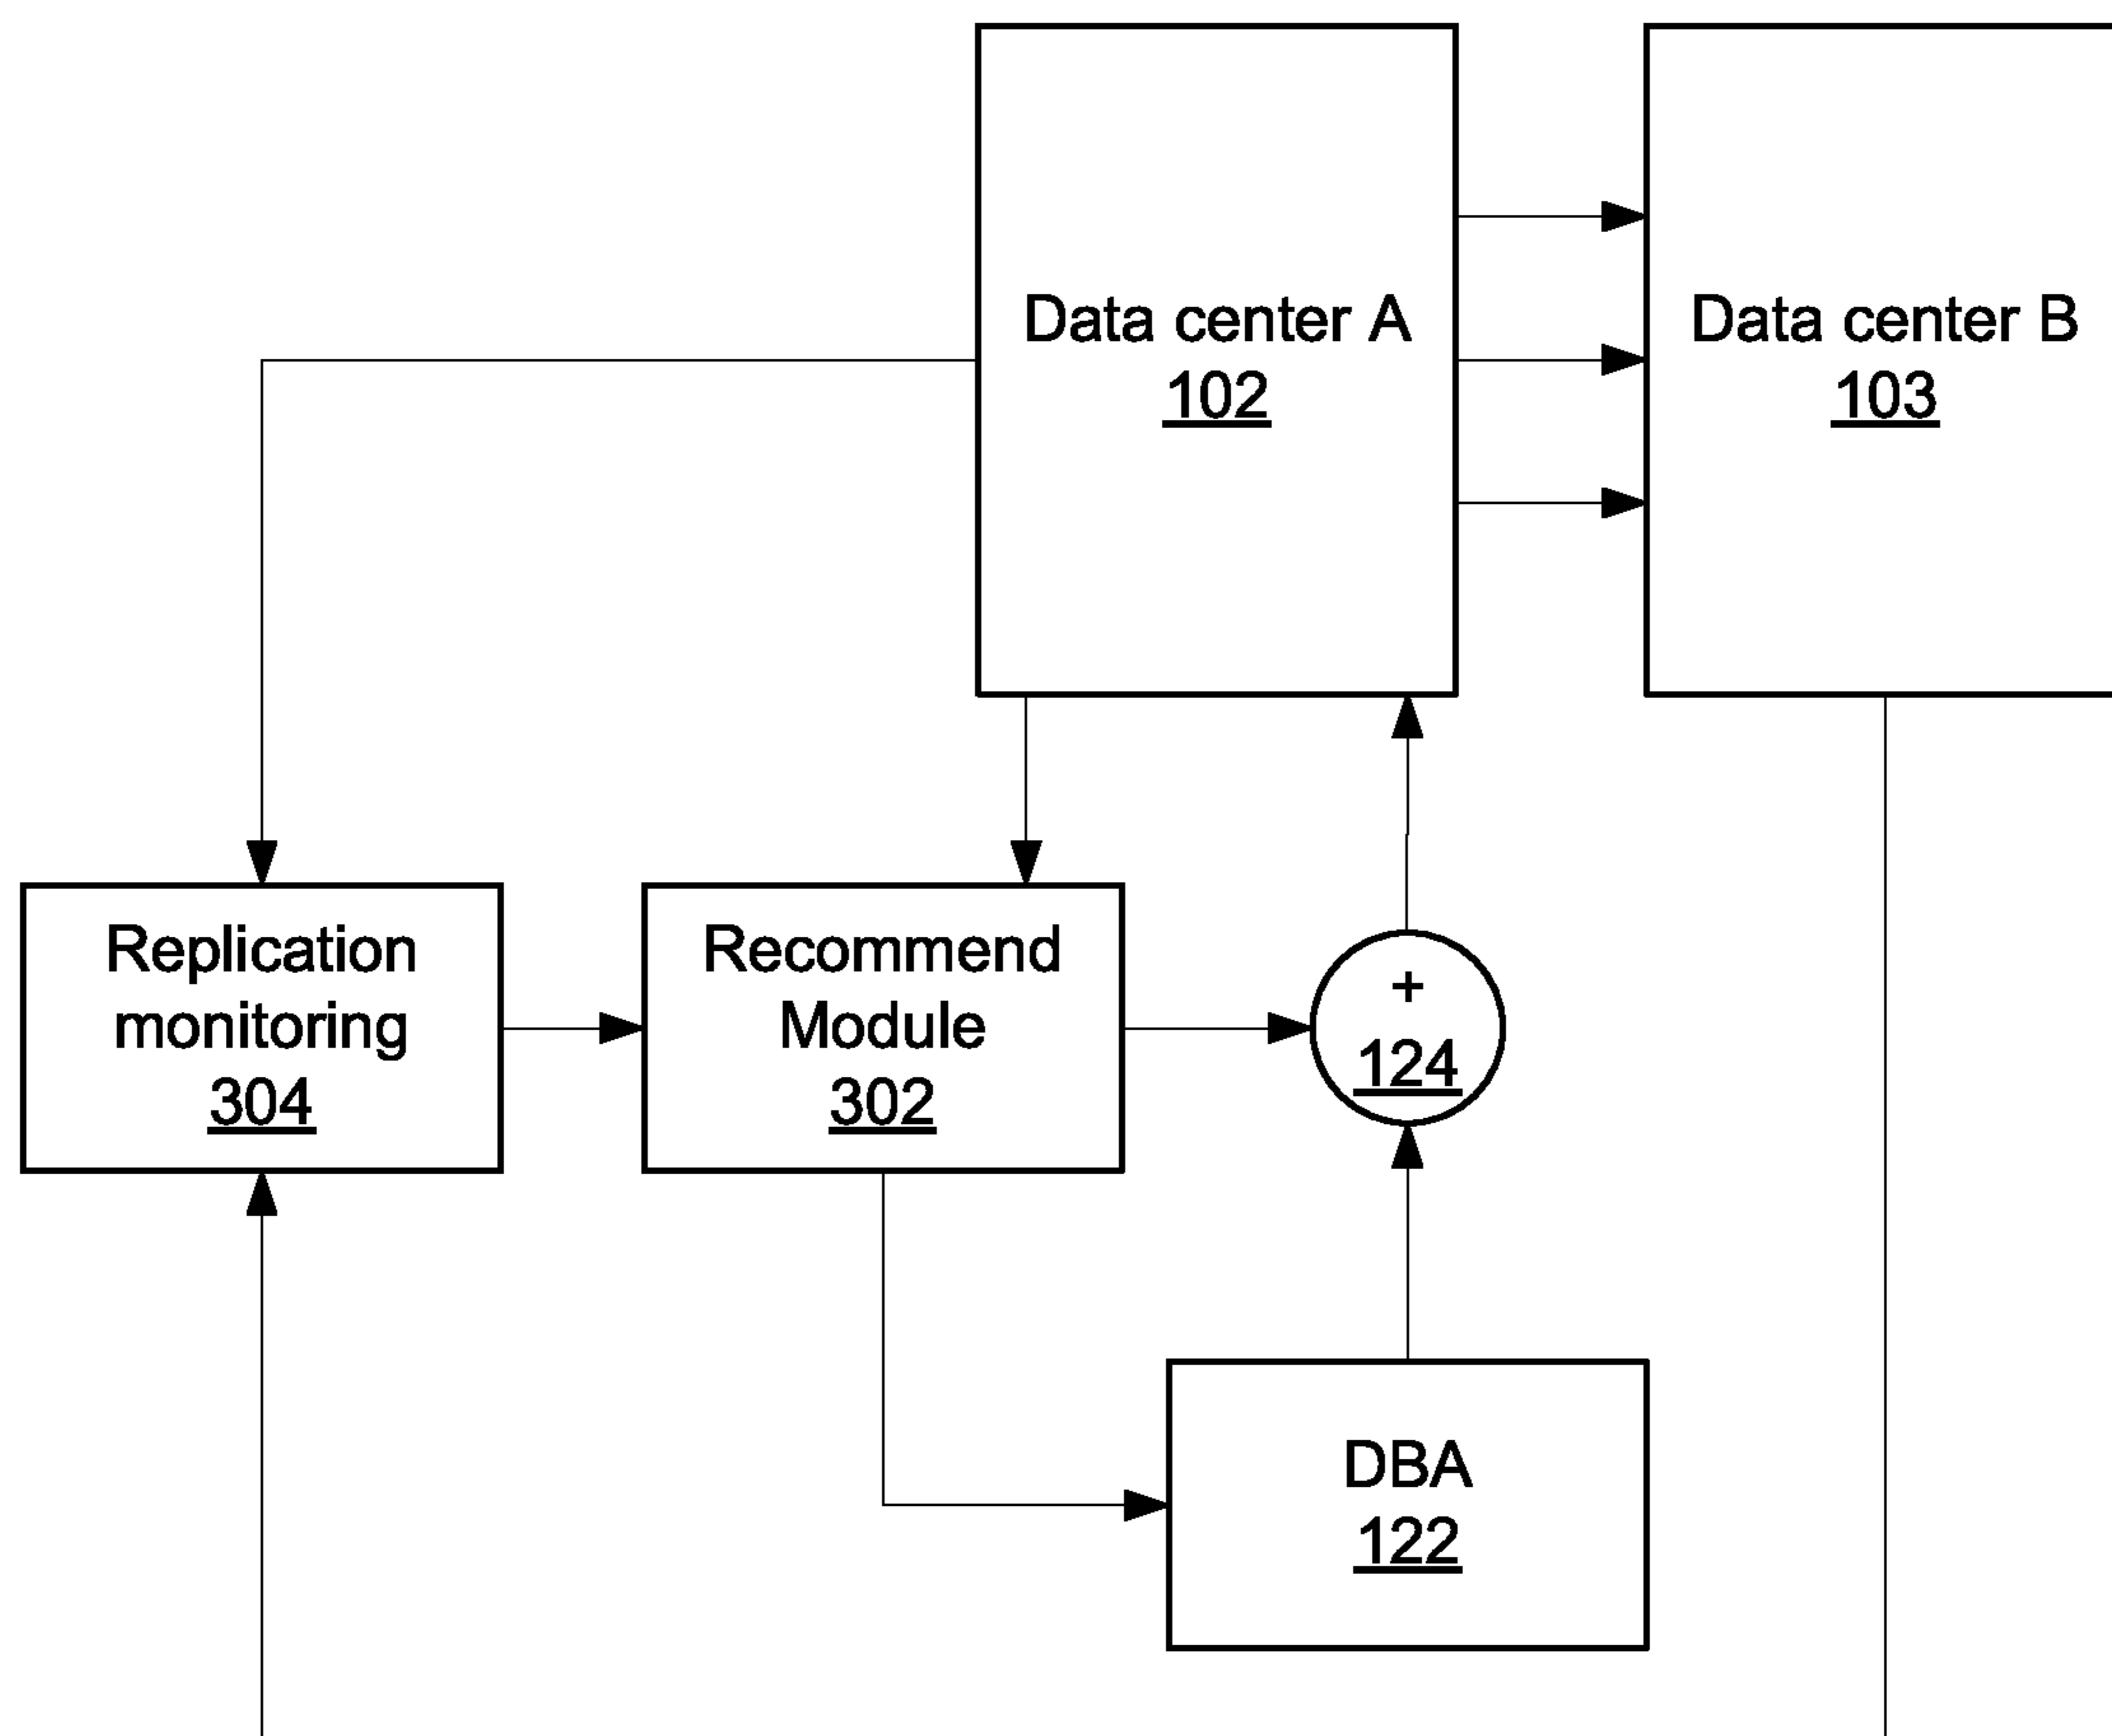 Data center A
102
Data center B
103
Replication
monitoring
304
Recommend
Module
302
+
124
DBA
122